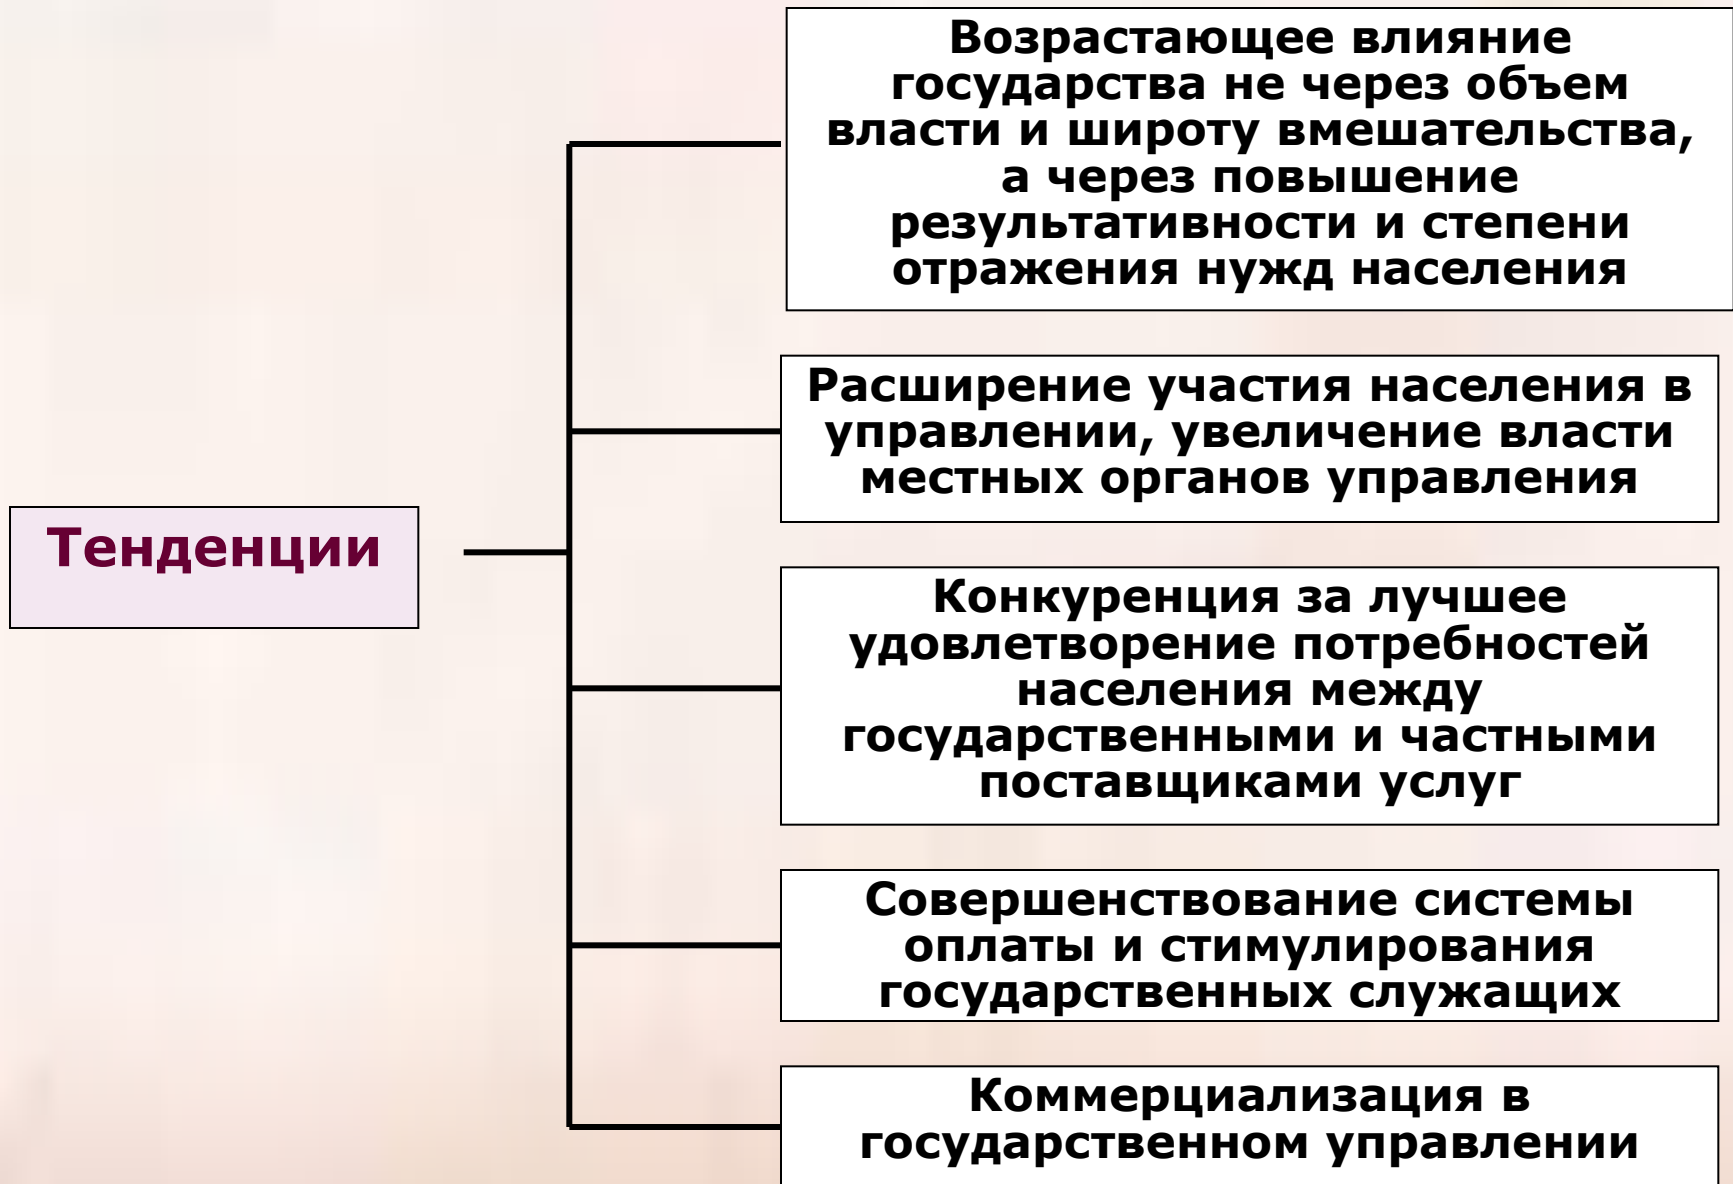 Возрастающее влияние
государства не через объем
власти и широту вмешательства,
а через повышение
результативности и степени
отражения нужд населения
Расширение участия населения в
управлении, увеличение власти
местных органов управления
Тенденции
Конкуренция за лучшее
удовлетворение потребностей
населения между
государственными и частными
поставщиками услуг
Совершенствование системы
оплаты и стимулирования
государственных служащих
Коммерциализация в
государственном управлении